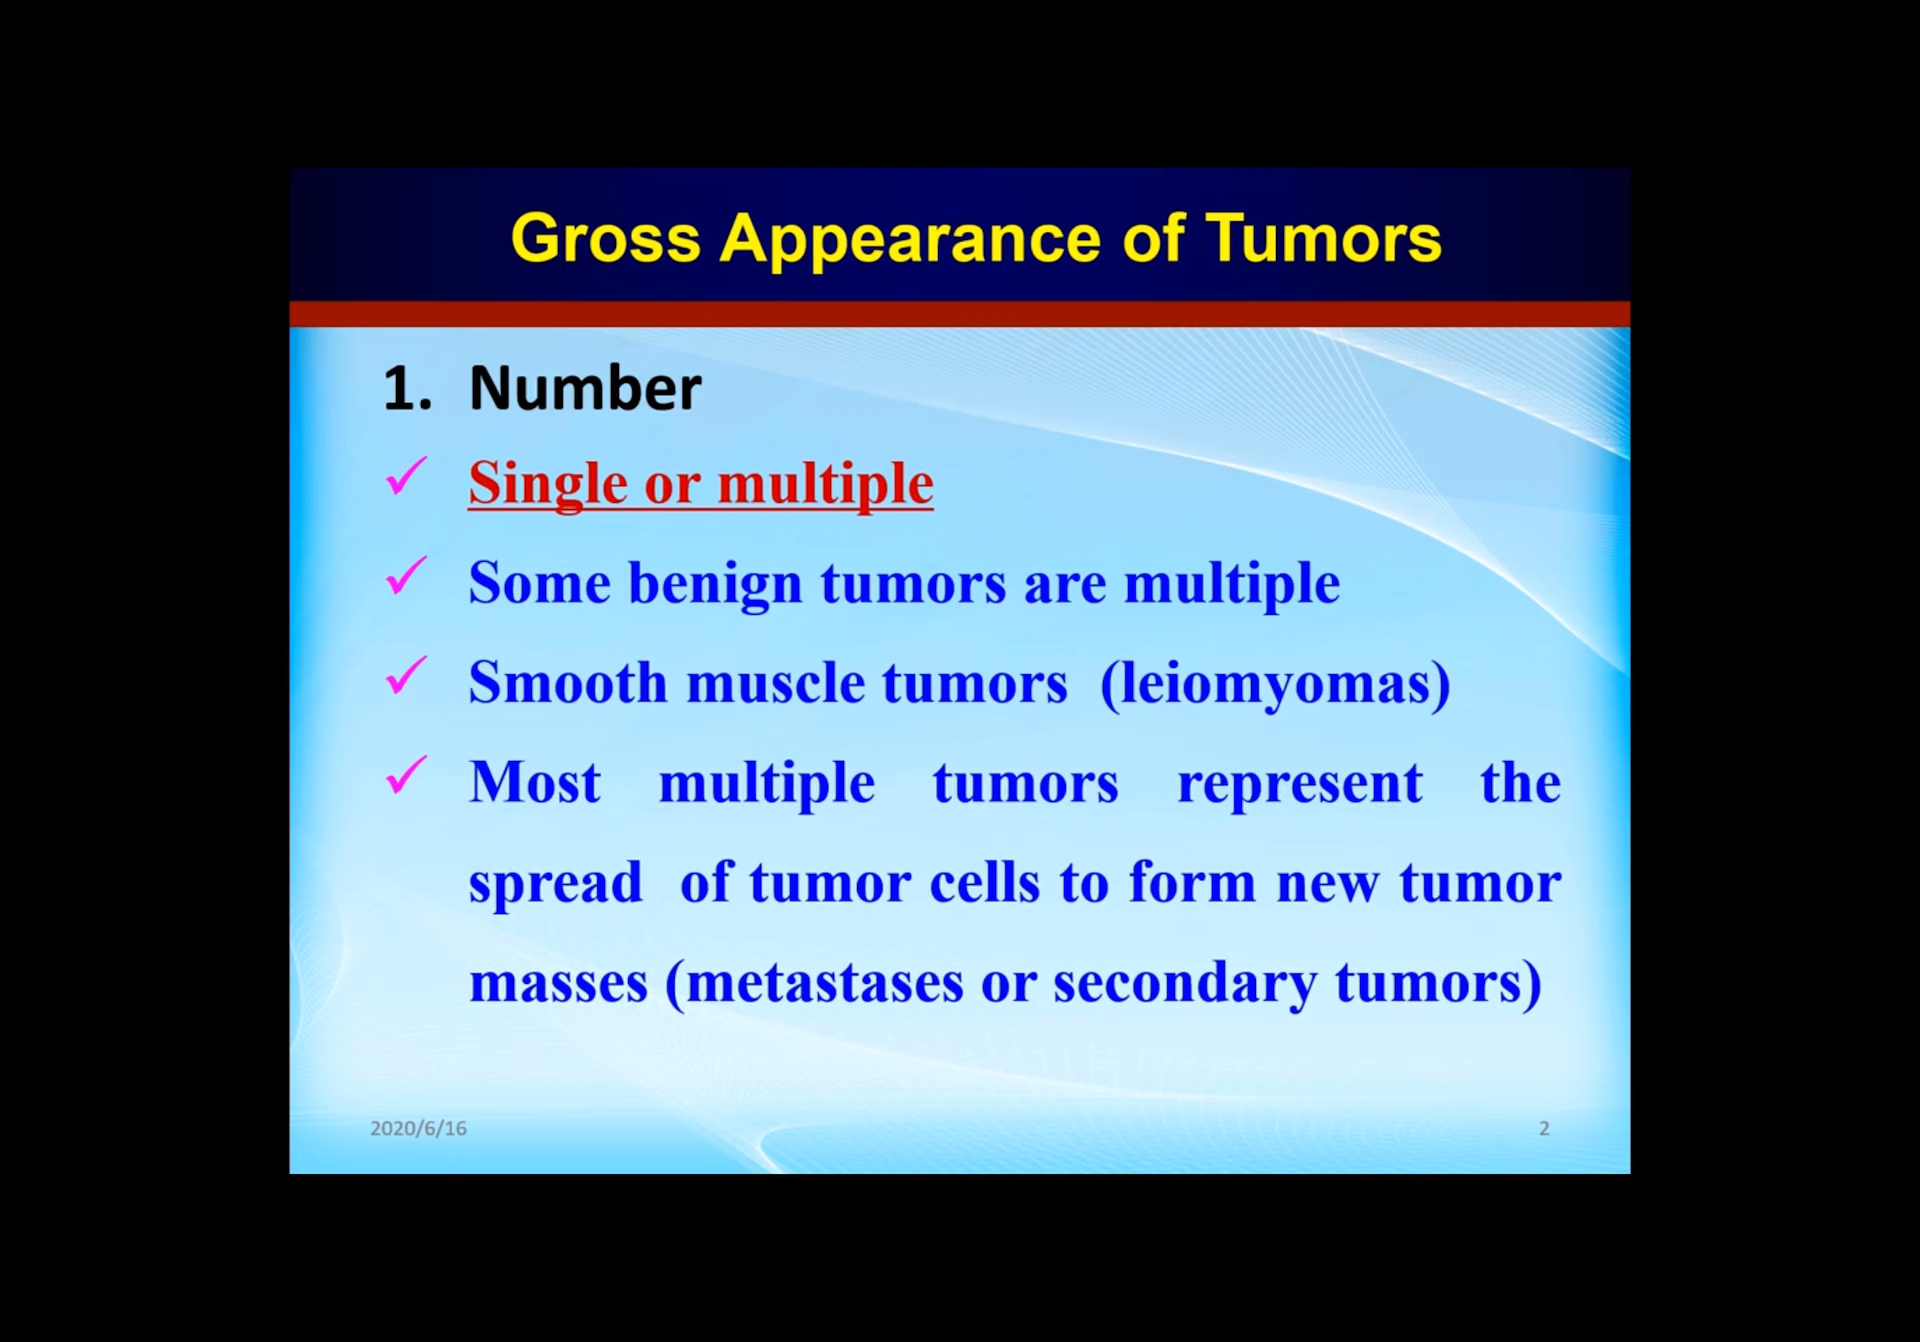 Gross Appearance of Tumors
1. Number
✓ Single or multiple
✓ Some benign tumors are multiple
✓ Smooth muscle tumors (leiomyomas)
✓ Most multiple tumors represent the
spread of tumor cells to form new tumor
masses (metastases or secondary tumors)
2020/6/16
2